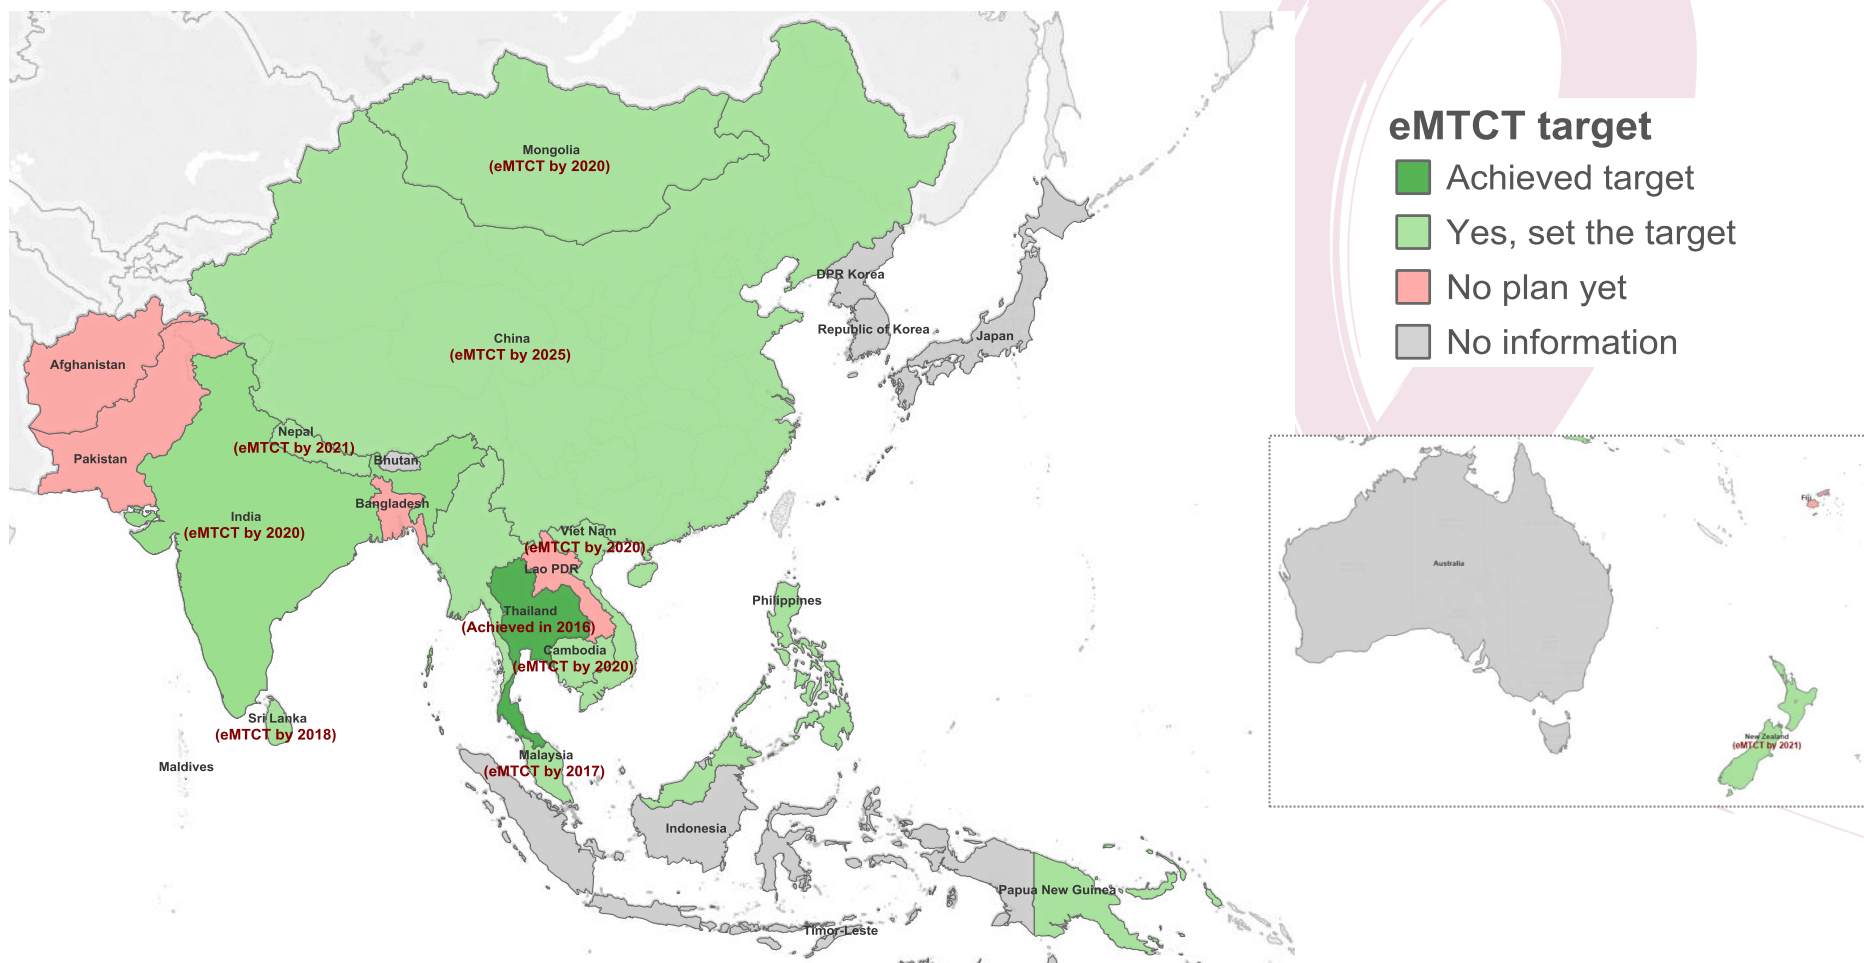 eMTCT target
Achieved target
Yes, set the target
No plan yet
No information
Mongolia
(eMTCT by 2020)
DPR Korea
Republic of Korea
Japan
China
(eMTCT by 2025)
Afghanistan
Pakistan
Nepal
(eMTCT by 2021)
Bhutan
Bangladesh
India
(eMTCT by 2020)
Viet Nam
(eMTCT by 2020)
Lao PDR
Thailand
(Achieved in 2016)
Cambodia
(eMTCT by 2020)
Philippines
Sri Lanka
(eMTCT by 2018)
Maldives
Malaysia
(eMTCT by 2017)
Indonesia
Papua New Guinea
Timor-Leste
Fiji
Australia
New Zealand
(eMTCT by 2021)